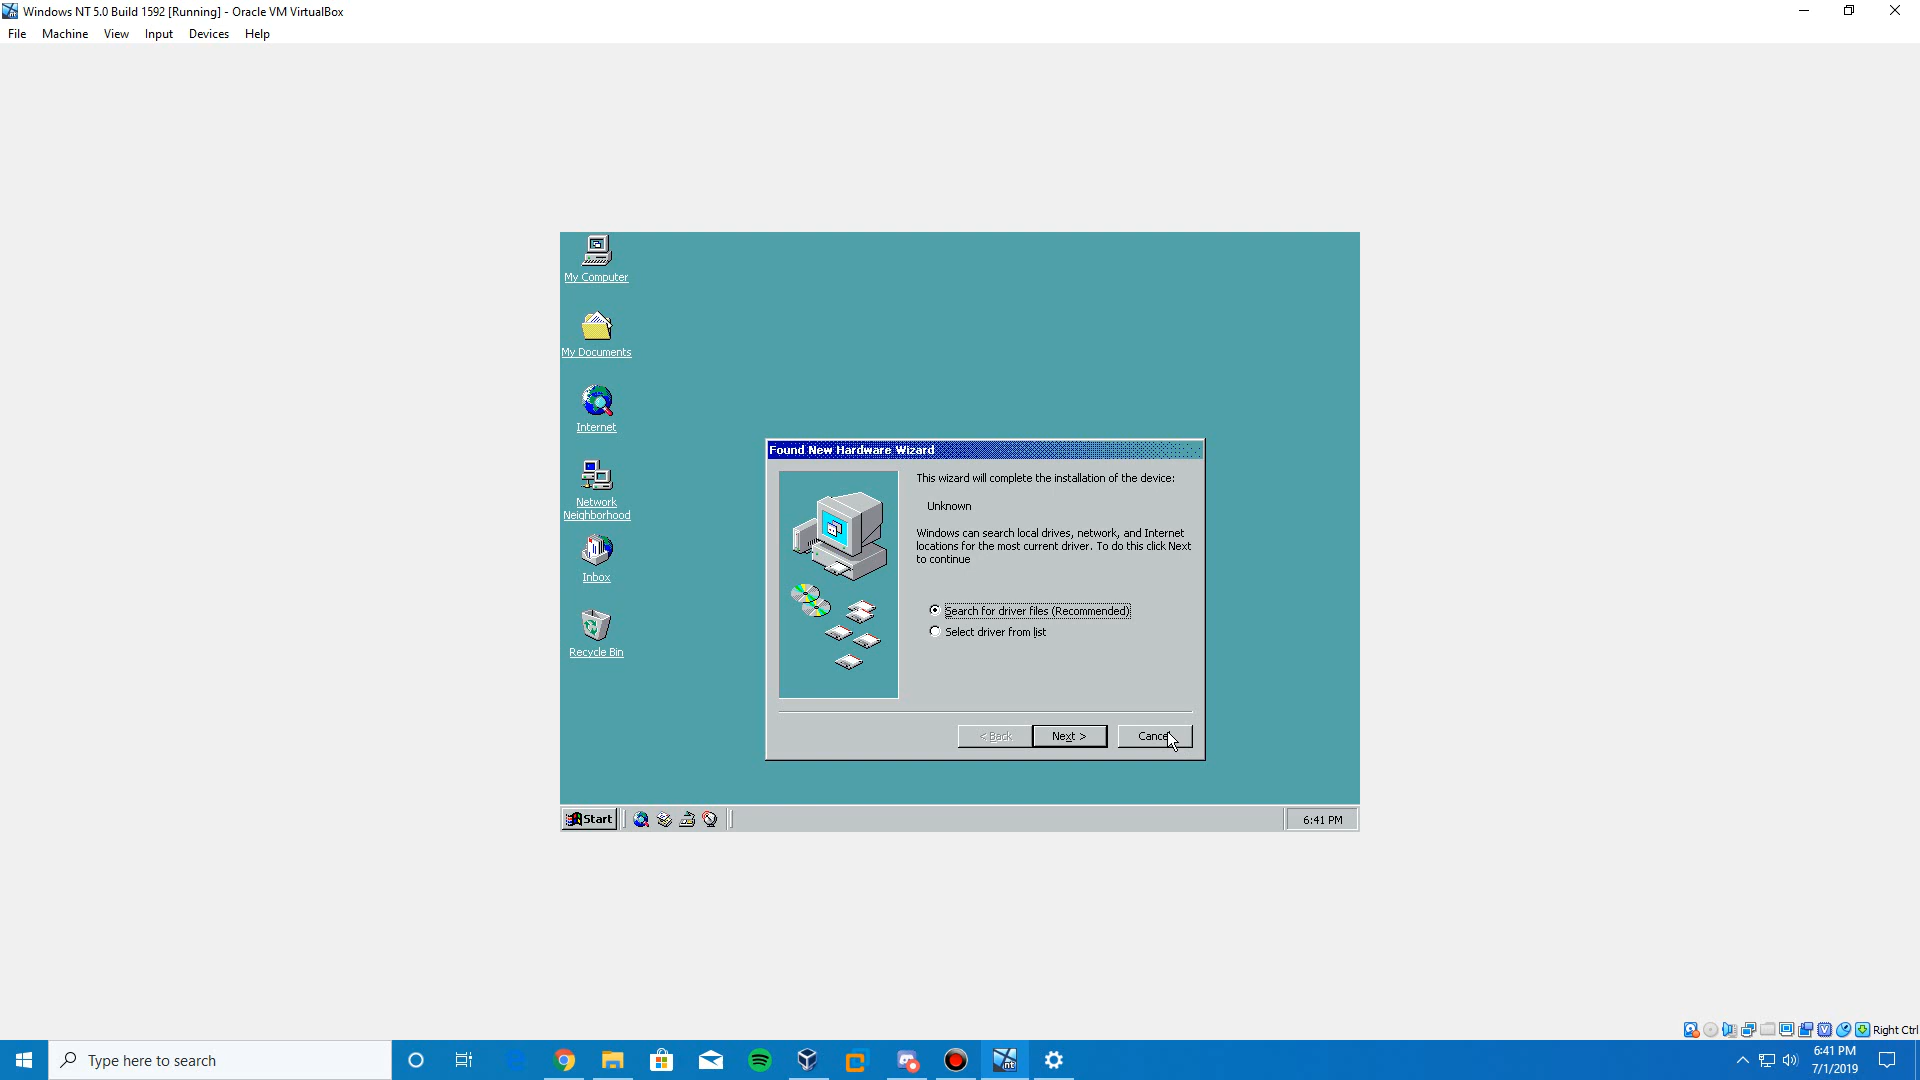 Windows NT 5.0 Build 1592 [Running] - Oracle VM VirtualBox
File Machine View Input Devices Help
My Computer
My Documents
Internet
Network
Neighborhood
Inbox
Recycle Bin
Found New Hardware Wizard
This wizard will complete the installation of the device:
Unknown
Windows can search local drives, network, and Internet
locations for the most current driver. To do this click Next
to continue
Search for driver files (Recommended)
Select driver from list
< Back Next > Cancel
Start
6:41 PM
Right Ctrl
Type here to search
nt
6:41 PM
7/1/2019